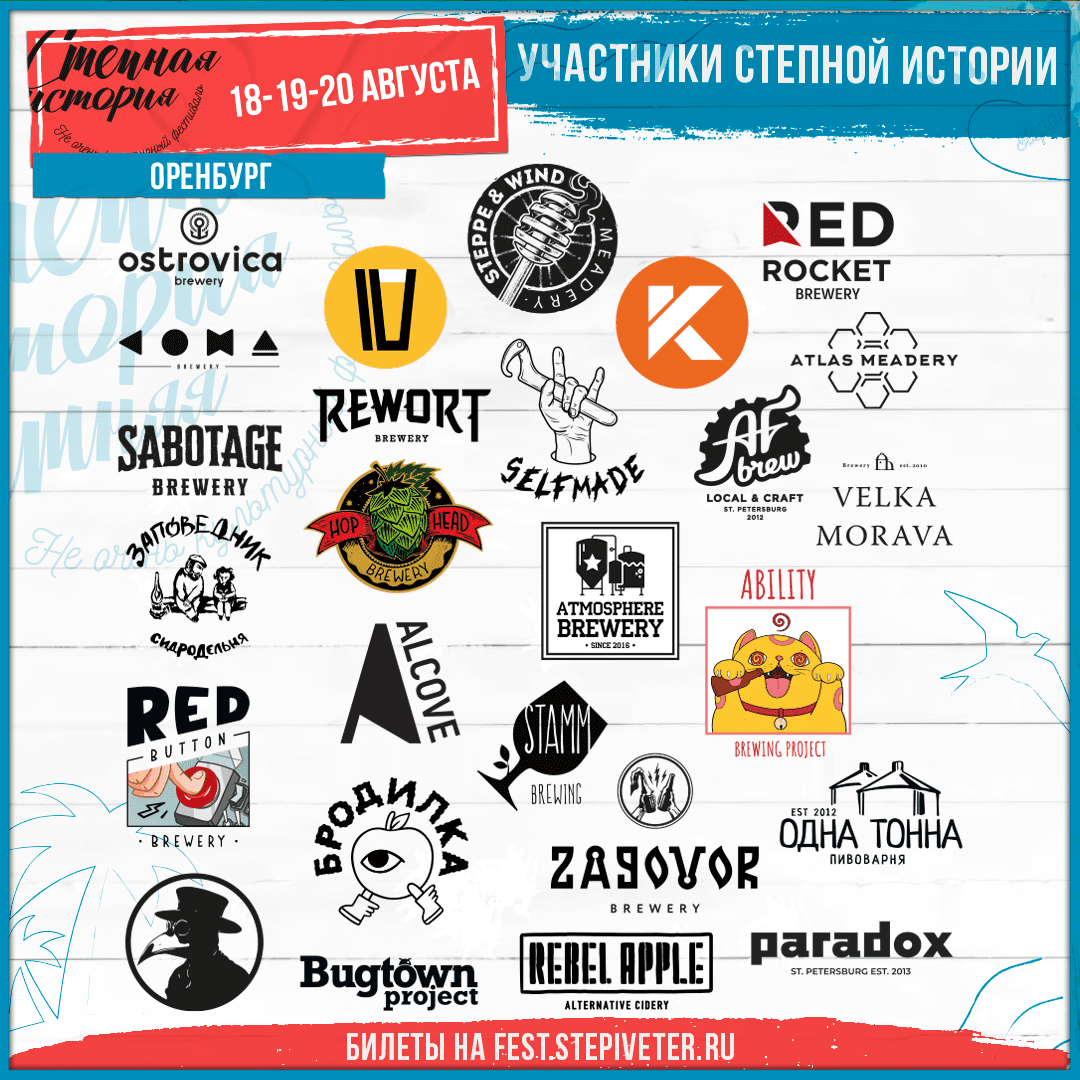 Степная
история
Не очень культурный фестиваль
18-19-20 АВГУСТА
УЧАСТНИКИ СТЕПНОЙ ИСТОРИИ
ОРЕНБУРГ
ostrovica
brewery
STEPPE & WIND
MEADERY
RED
ROCKET
BREWERY
K
BREWERY
ATLAS MEADERY
REWORT
BREWERY
SELFMADE
AF
brew
LOCAL & CRAFT
ST. PETERSBURG
2012
SABOTAGE
BREWERY
Brewery est. 2010
VELKA
MORAVA
ЗАПОВЕДНИК
СИДРОДЕЛЬНЯ
HOP HEAD
BREWERY
ATMOSPHERE
BREWERY
· SINCE 2016 ·
ABILITY
BREWING PROJECT
ALCOVE
RED
BUTTON
· BREWERY ·
STAMM
BREWING
БРОДИЛКА
EST 2012
ОДНА ТОННА
ПИВОВАРНЯ
ZAGOVOR
BREWERY
Bugtown
project
REBEL APPLE
ALTERNATIVE CIDERY
paradox
ST. PETERSBURG EST. 2013
БИЛЕТЫ НА FEST.STEPIVETER.RU